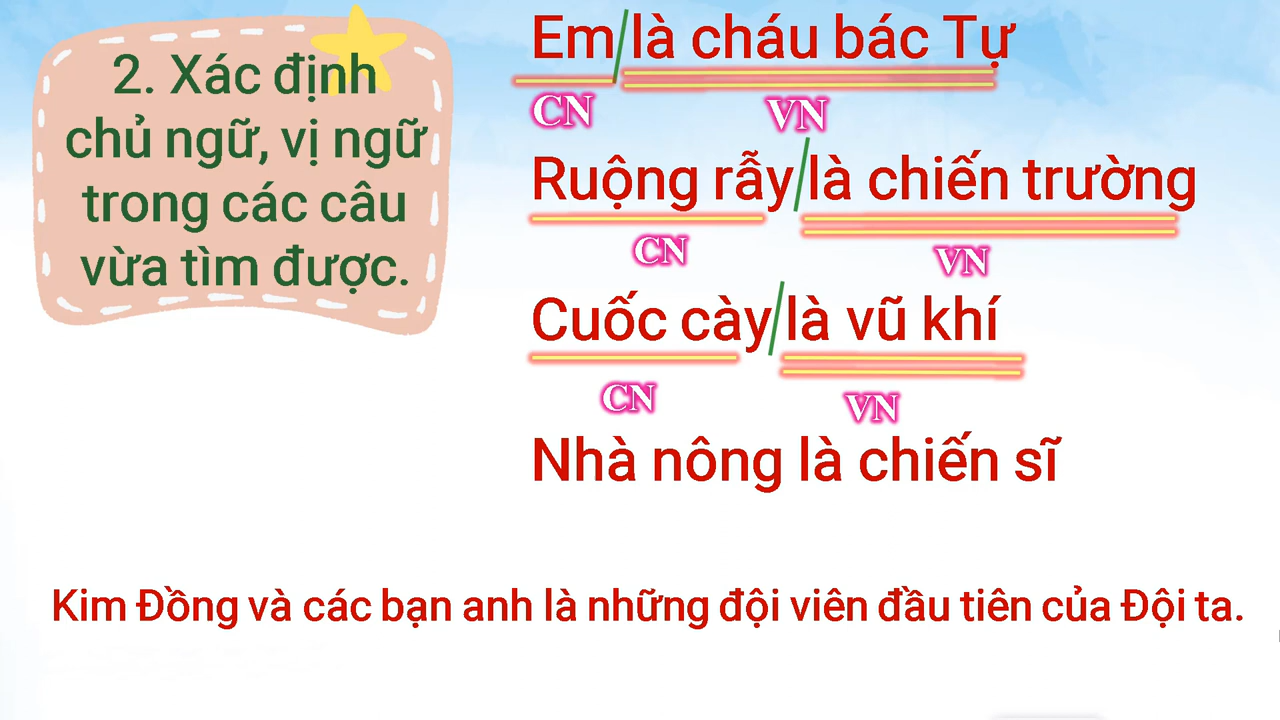 2. Xác định
chủ ngữ, vị ngữ
trong các câu
vừa tìm được.
Em/là cháu bác Tự
CN VN
Ruộng rẫy/là chiến trường
CN VN
Cuốc cày/là vũ khí
CN VN
Nhà nông là chiến sĩ
Kim Đồng và các bạn anh là những đội viên đầu tiên của Đội ta.